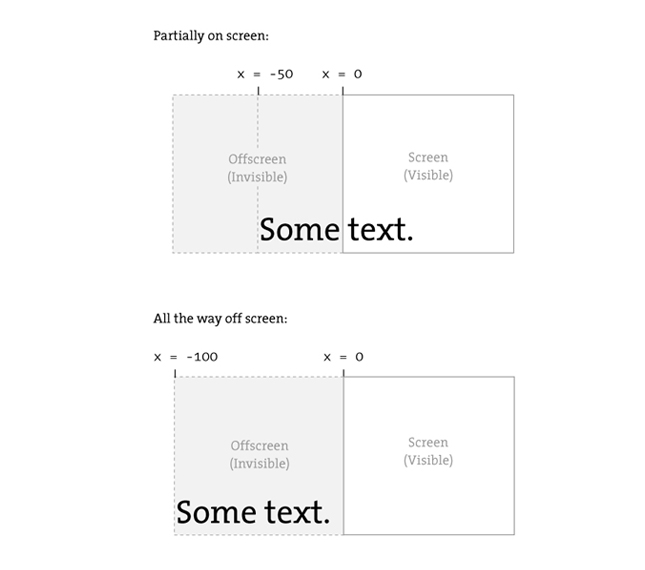 Partially on screen:
x = -50 x = 0
Offscreen
(Invisible)
Screen
(Visible)
Some text.
All the way off screen:
x = -100 x = 0
Offscreen
(Invisible)
Screen
(Visible)
Some text.